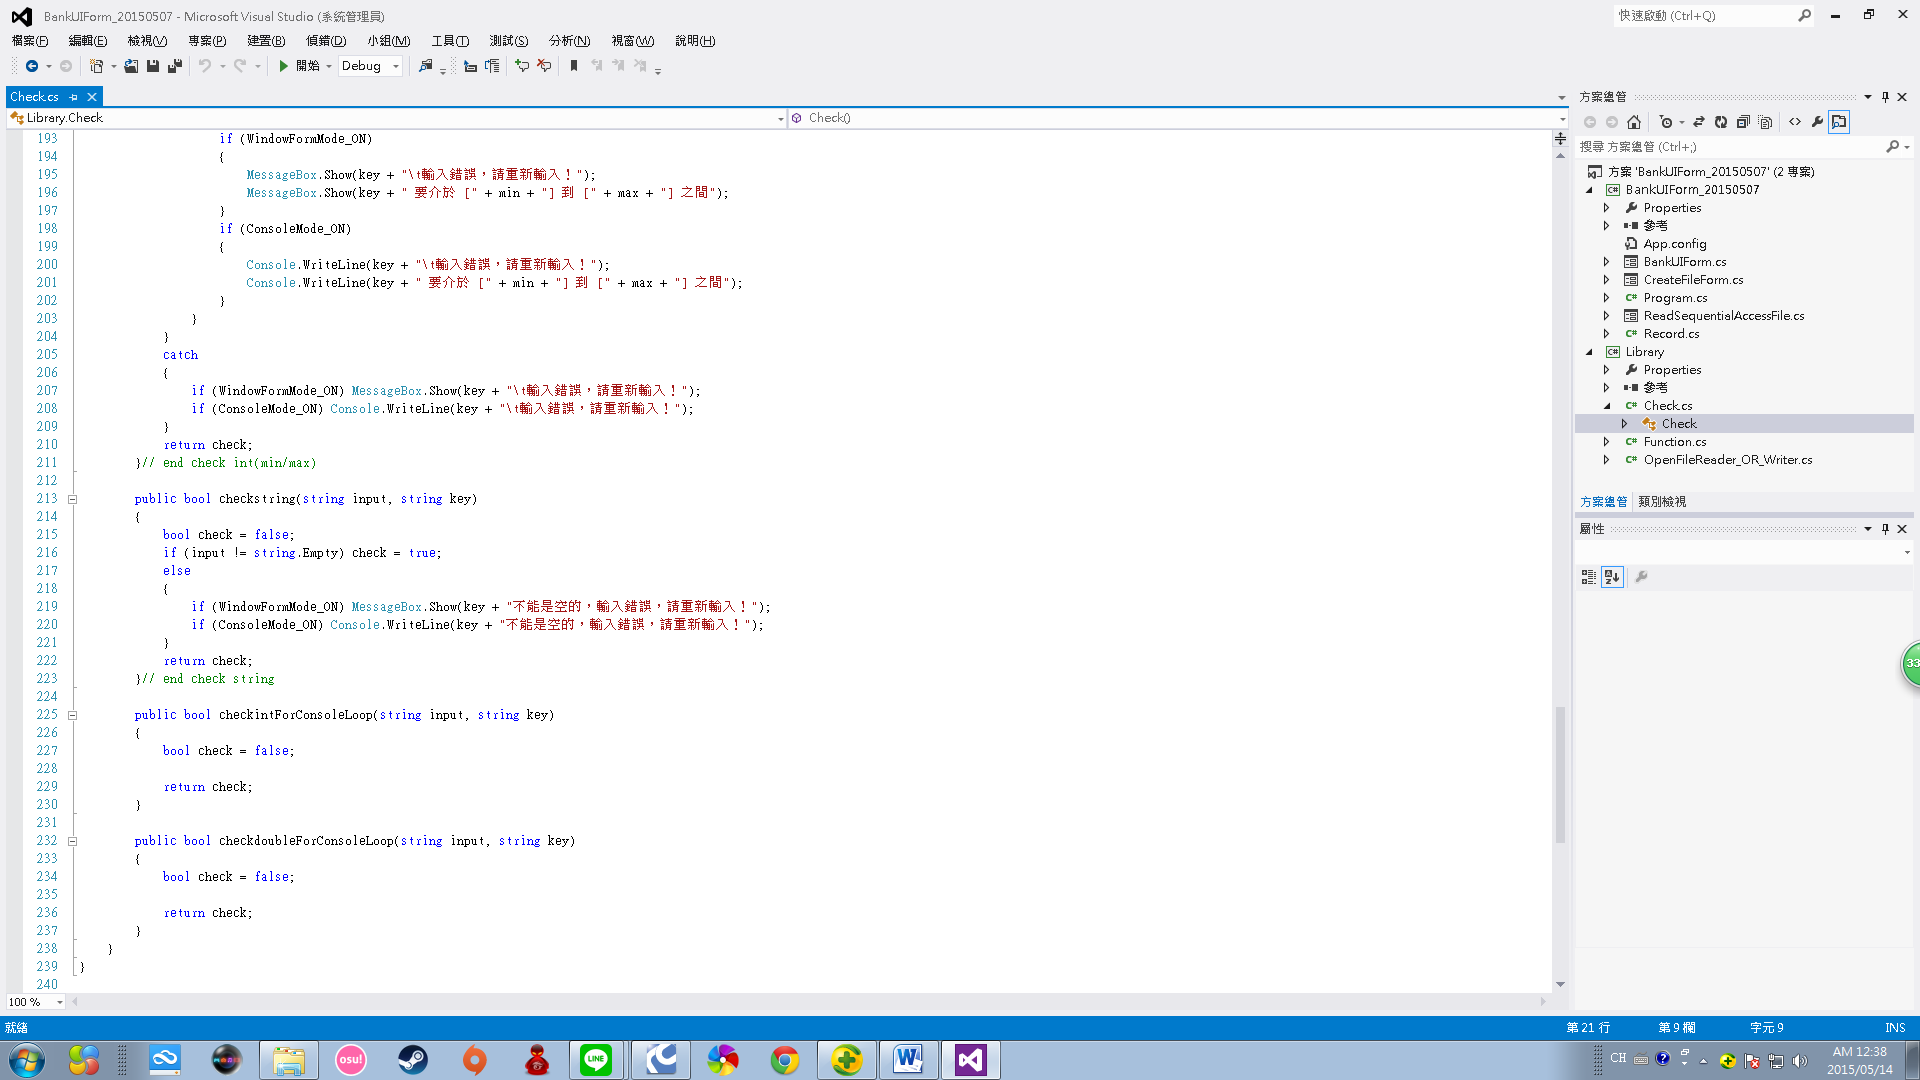 BankUIForm_20150507 - Microsoft Visual Studio (系統管理員)
快速啟動 (Ctrl+Q)
檔案(F) 編輯(E) 檢視(V) 專案(P) 建置(B) 偵錯(D) 小組(M) 工具(T) 測試(S) 分析(N) 視窗(W) 說明(H)
開始 Debug
Check.cs
Library.Check
Check()
193 if (WindowFormMode_ON)
194 {
195 MessageBox.Show(key + "\t輸入錯誤，請重新輸入！");
196 MessageBox.Show(key + " 要介於 [" + min + "] 到 [" + max + "] 之間");
197 }
198 if (ConsoleMode_ON)
199 {
200 Console.WriteLine(key + "\t輸入錯誤，請重新輸入！");
201 Console.WriteLine(key + " 要介於 [" + min + "] 到 [" + max + "] 之間");
202 }
203 }
204 }
205 catch
206 {
207 if (WindowFormMode_ON) MessageBox.Show(key + "\t輸入錯誤，請重新輸入！");
208 if (ConsoleMode_ON) Console.WriteLine(key + "\t輸入錯誤，請重新輸入！");
209 }
210 return check;
211 }// end check int(min/max)
212
213 public bool checkstring(string input, string key)
214 {
215 bool check = false;
216 if (input != string.Empty) check = true;
217 else
218 {
219 if (WindowFormMode_ON) MessageBox.Show(key + "不能是空的，輸入錯誤，請重新輸入！");
220 if (ConsoleMode_ON) Console.WriteLine(key + "不能是空的，輸入錯誤，請重新輸入！");
221 }
222 return check;
223 }// end check string
224
225 public bool checkintForConsoleLoop(string input, string key)
226 {
227 bool check = false;
228
229 return check;
230 }
231
232 public bool checkdoubleForConsoleLoop(string input, string key)
233 {
234 bool check = false;
235
236 return check;
237 }
238 }
239 }
240
100 %
方案總管
搜尋 方案總管 (Ctrl+;)
方案 'BankUIForm_20150507' (2 專案)
BankUIForm_20150507
Properties
參考
App.config
BankUIForm.cs
CreateFileForm.cs
Program.cs
ReadSequentialAccessFile.cs
Record.cs
Library
Properties
參考
Check.cs
Check
Function.cs
OpenFileReader_OR_Writer.cs
方案總管 類別檢視
屬性
33
就緒
第 21 行 第 9 欄 字元 9 INS
osu!
LINE
CH
AM 12:38
2015/05/14